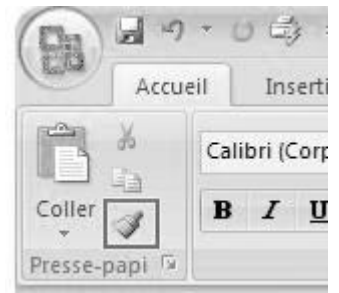 Accueil Inserti
Calibri (Corp
Coller
B I U
Presse-papi